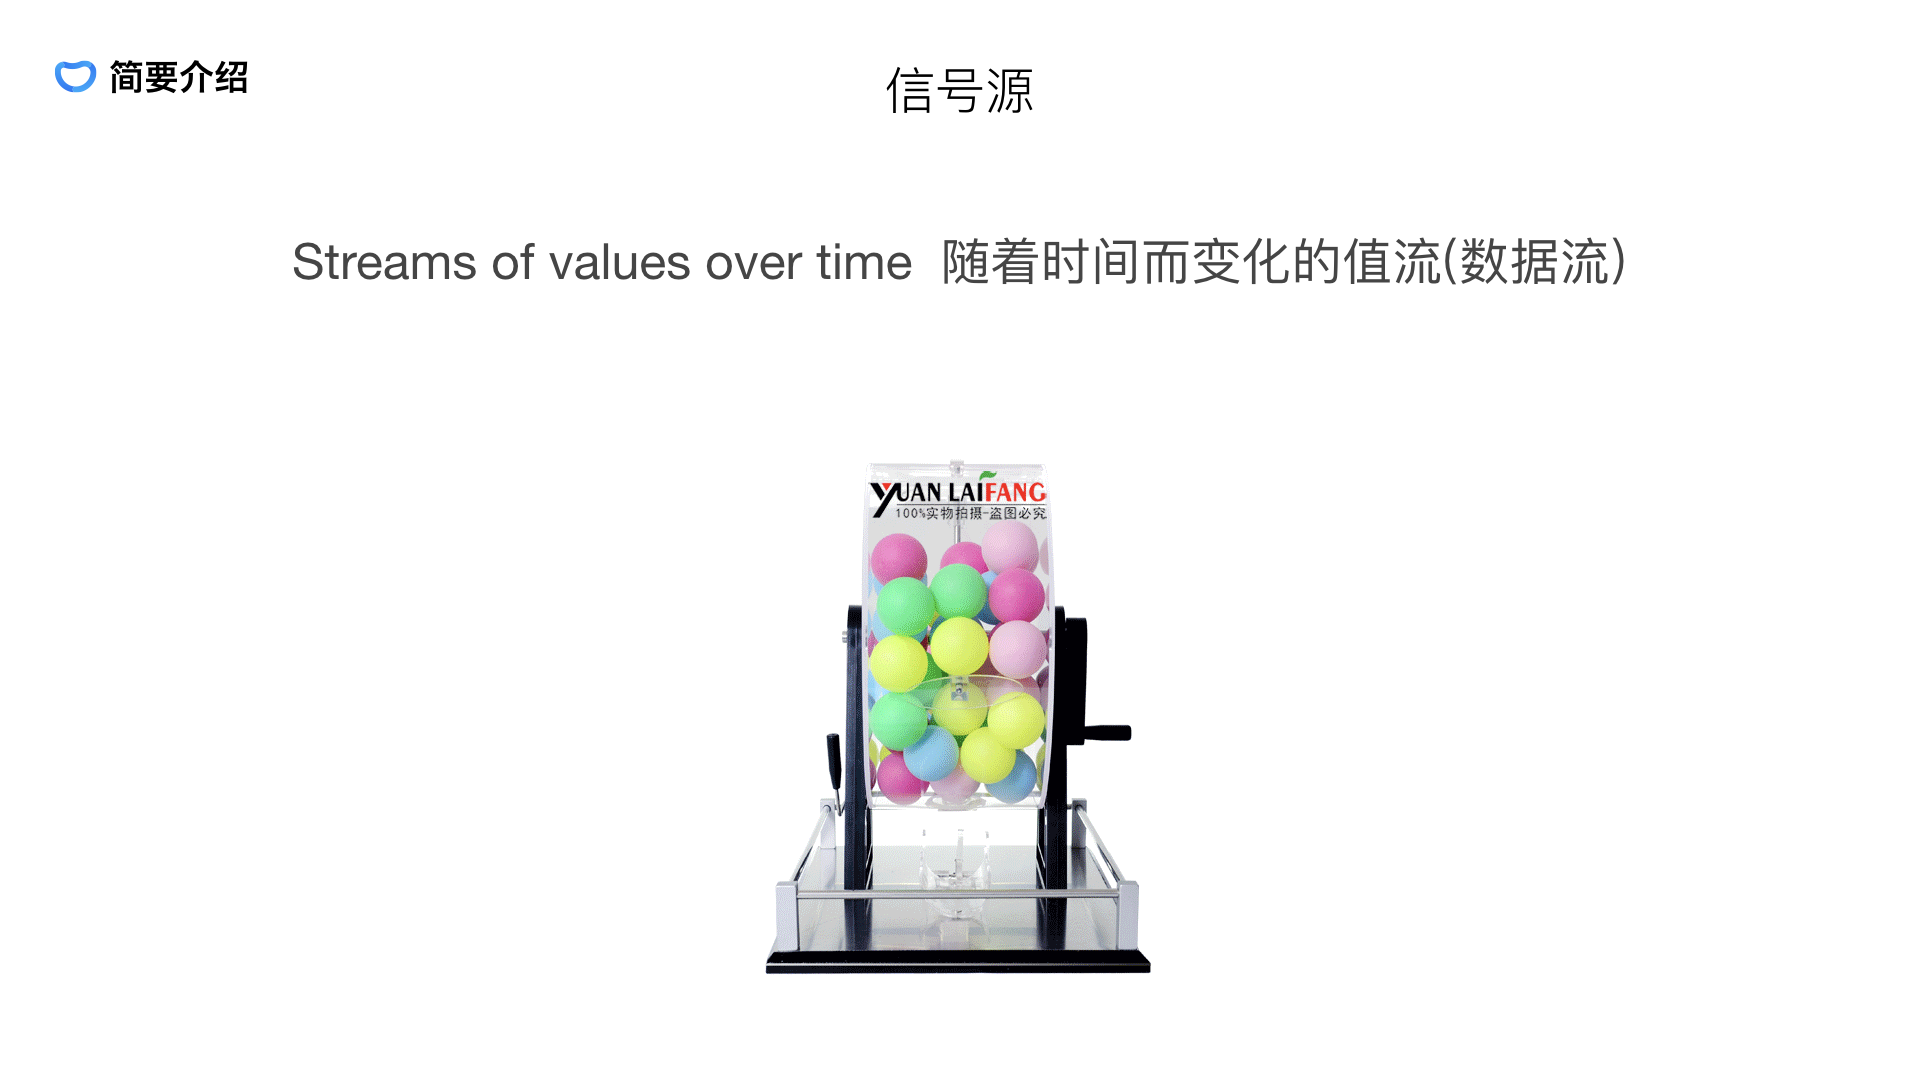 简要介绍
信号源
Streams of values over time 随着时间而变化的值流(数据流)
YUAN LAIFANG
100%实物拍摄-盗图必究